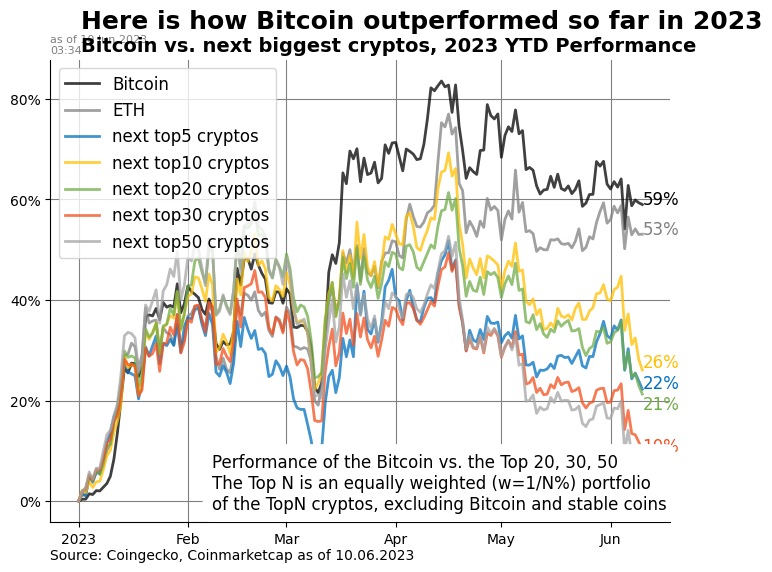 Here is how Bitcoin outperformed so far in 2023
as of 10 Jun 2023
03:34
Bitcoin vs. next biggest cryptos, 2023 YTD Performance
Bitcoin
ETH
next top5 cryptos
next top10 cryptos
next top20 cryptos
next top30 cryptos
next top50 cryptos
80%
60%
40%
20%
0%
59%
53%
26%
22%
21%
10%
Performance of the Bitcoin vs. the Top 20, 30, 50
The Top N is an equally weighted (w=1/N%) portfolio
of the TopN cryptos, excluding Bitcoin and stable coins
2023 Feb Mar Apr May Jun
Source: Coingecko, Coinmarketcap as of 10.06.2023